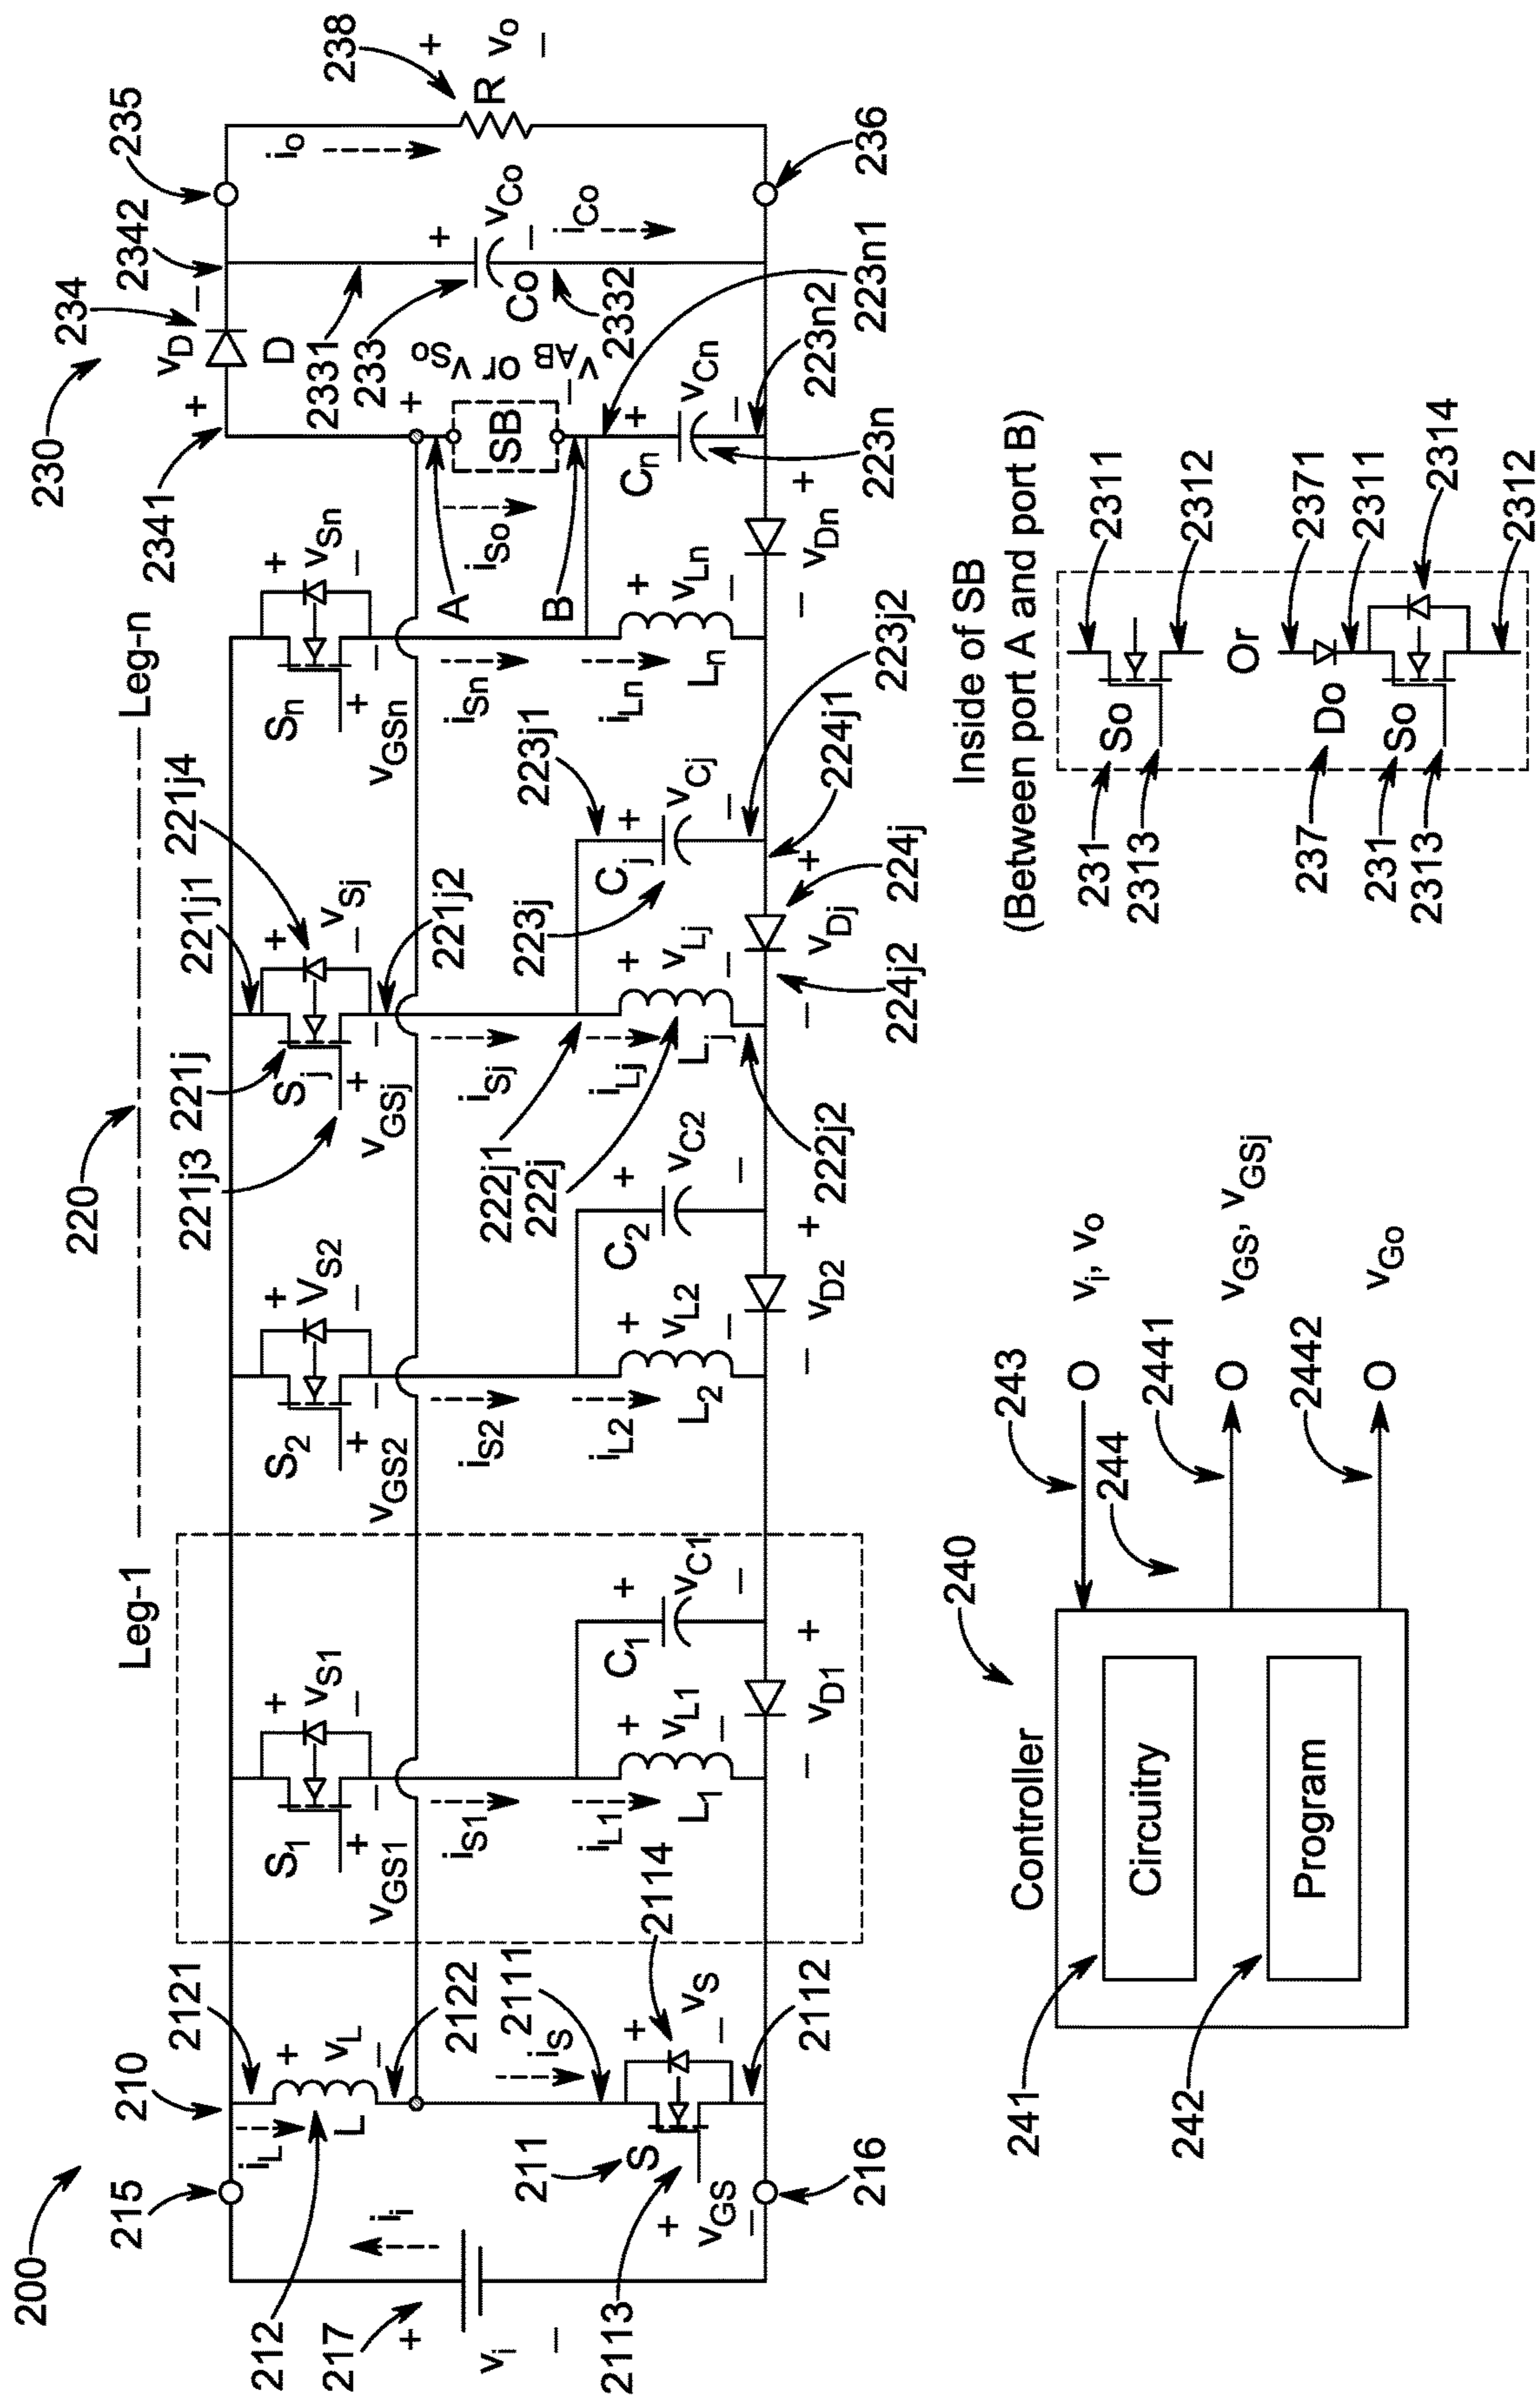 200
215
210
2121
iL
+
vL
−
L
212
2122
217
+
vi
−
ii
2111
iS
211
S
2113
+
vGS
−
2114
+
vS
−
2112
216
220
Leg-1
Leg-n
S1
+
vS1
−
+
vGS1
−
iS1
iL1
L1
+
vL1
−
C1
+
vC1
−
−
vD1
+
S2
+
VS2
−
+
vGS2
−
iS2
iL2
L2
+
vL2
−
C2
+
vC2
−
−
vD2
+
221j1
221j4
221j
Sj
+
vSj
−
221j3
+
vGSj
−
221j2
iSj
222j1
222j
iLj
Lj
+
vLj
−
222j2
223j
223j1
Cj
+
vCj
−
223j2
224j1
224j
224j2
−
vDj
+
Sn
+
vSn
−
+
vGSn
−
iSn
iLn
Ln
+
vLn
−
−
vDn
+
230
234
2341
+
vD
−
D
2342
235
A
+
SB
vAB or vSo
−
iSo
B
Cn
+
vCn
−
223n
223n2
223n1
2331
233
+
Co
vCo
−
iCo
2332
io
238
+
R
vo
−
236
240
Controller
241
Circuitry
242
Program
243
O
vi, vo
244
2441
O
vGS, vGSj
2442
O
vGo
Inside of SB
(Between port A and port B)
231
So
2311
2313
2312
Or
237
Do
2371
2311
231
So
2314
2313
2312